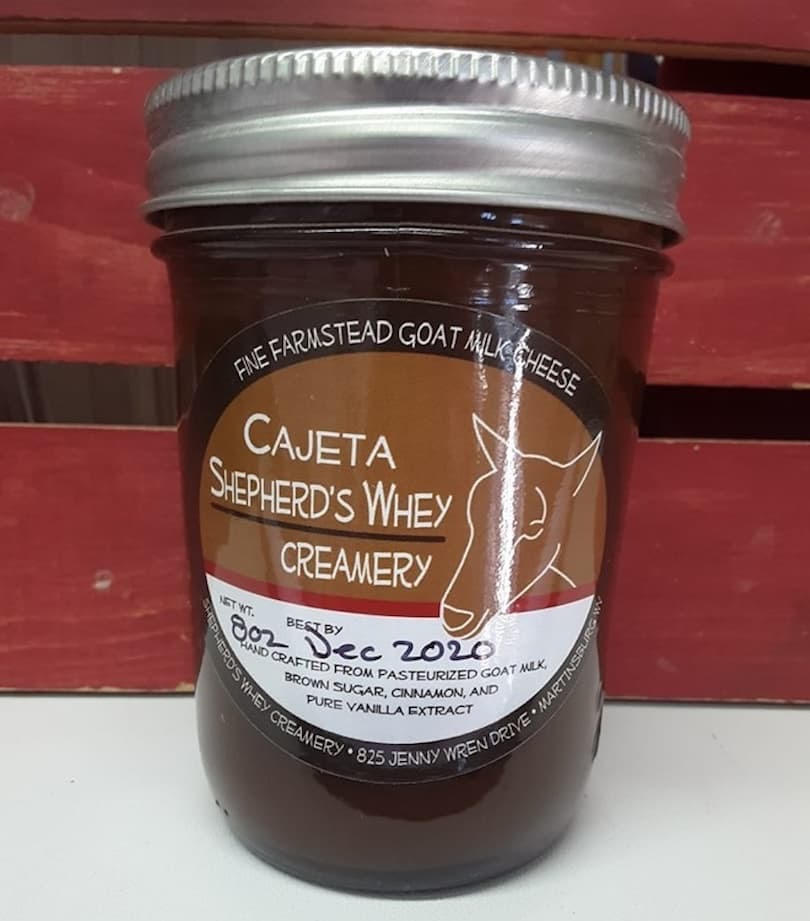 FINE FARMSTEAD GOAT MILK CHEESE
CAJETA
SHEPHERD'S WHEY
CREAMERY
NET WT.
8oz
BEST BY
Dec 2020
HAND CRAFTED FROM PASTEURIZED GOAT MILK,
BROWN SUGAR, CINNAMON, AND
PURE VANILLA EXTRACT
SHEPHERD'S WHEY CREAMERY • 825 JENNY WREN DRIVE • MARTINSBURG